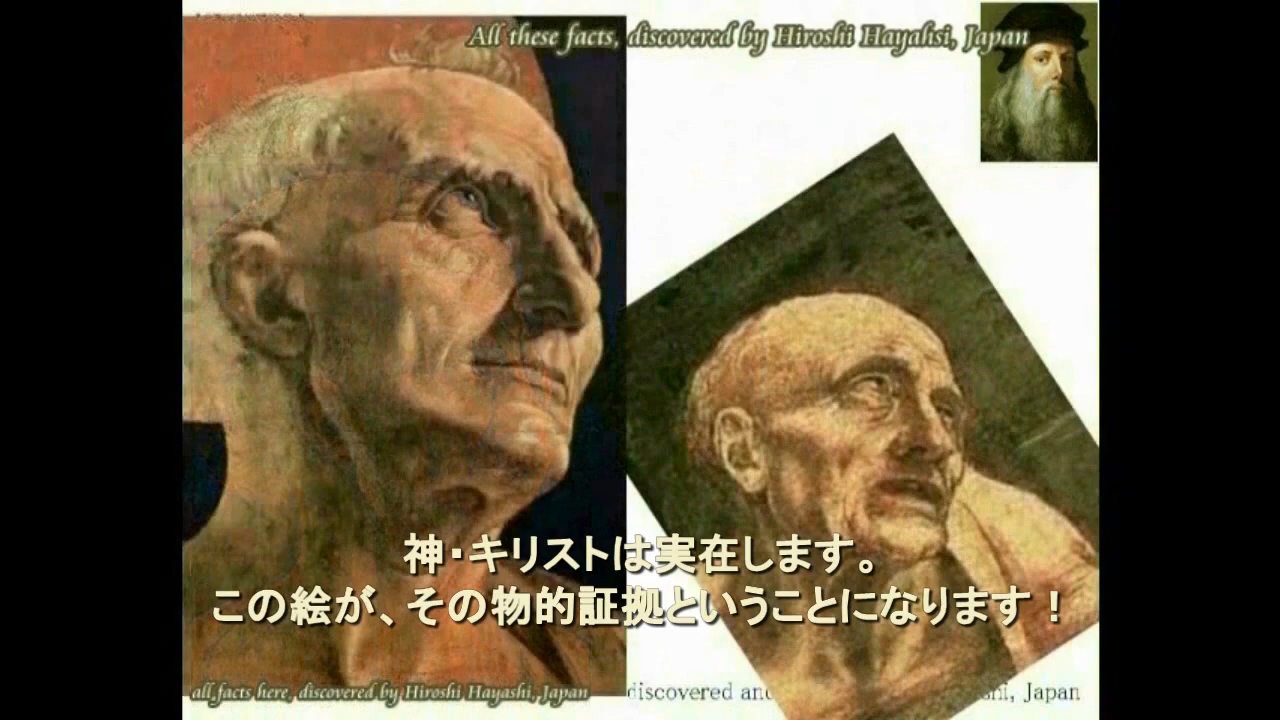 All these facts, discovered by Hiroshi Hayahsi, Japan
神・キリストは実在します。
この絵が、その物的証拠ということになります！
all facts here, discovered by Hiroshi Hayashi, Japan
discovered and shi, Japan